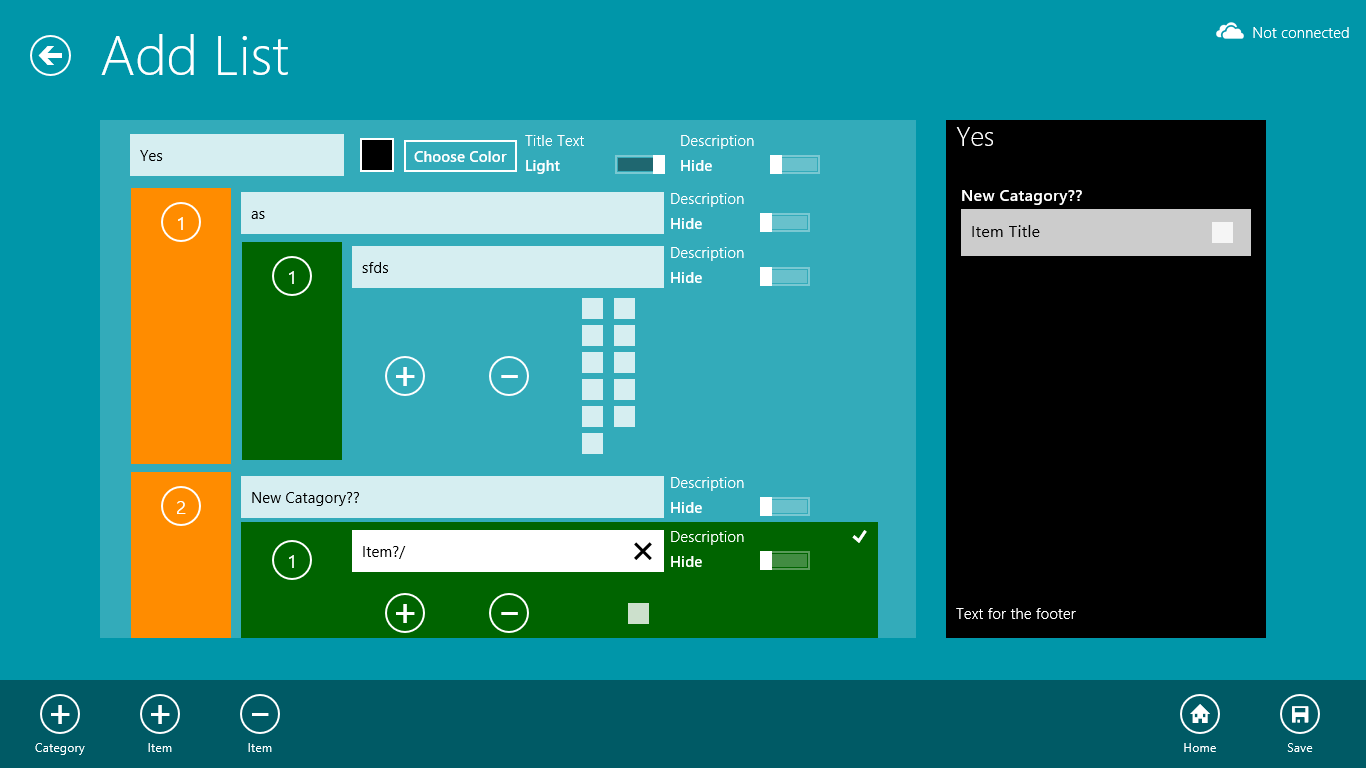 Add List
Not connected
Yes
Choose Color
Title Text
Light
Description
Hide
1
as
Description
Hide
1
sfds
Description
Hide
2
New Catagory??
Description
Hide
1
Item?/
Description
Hide
Yes
New Catagory??
Item Title
Text for the footer
Category
Item
Item
Home
Save